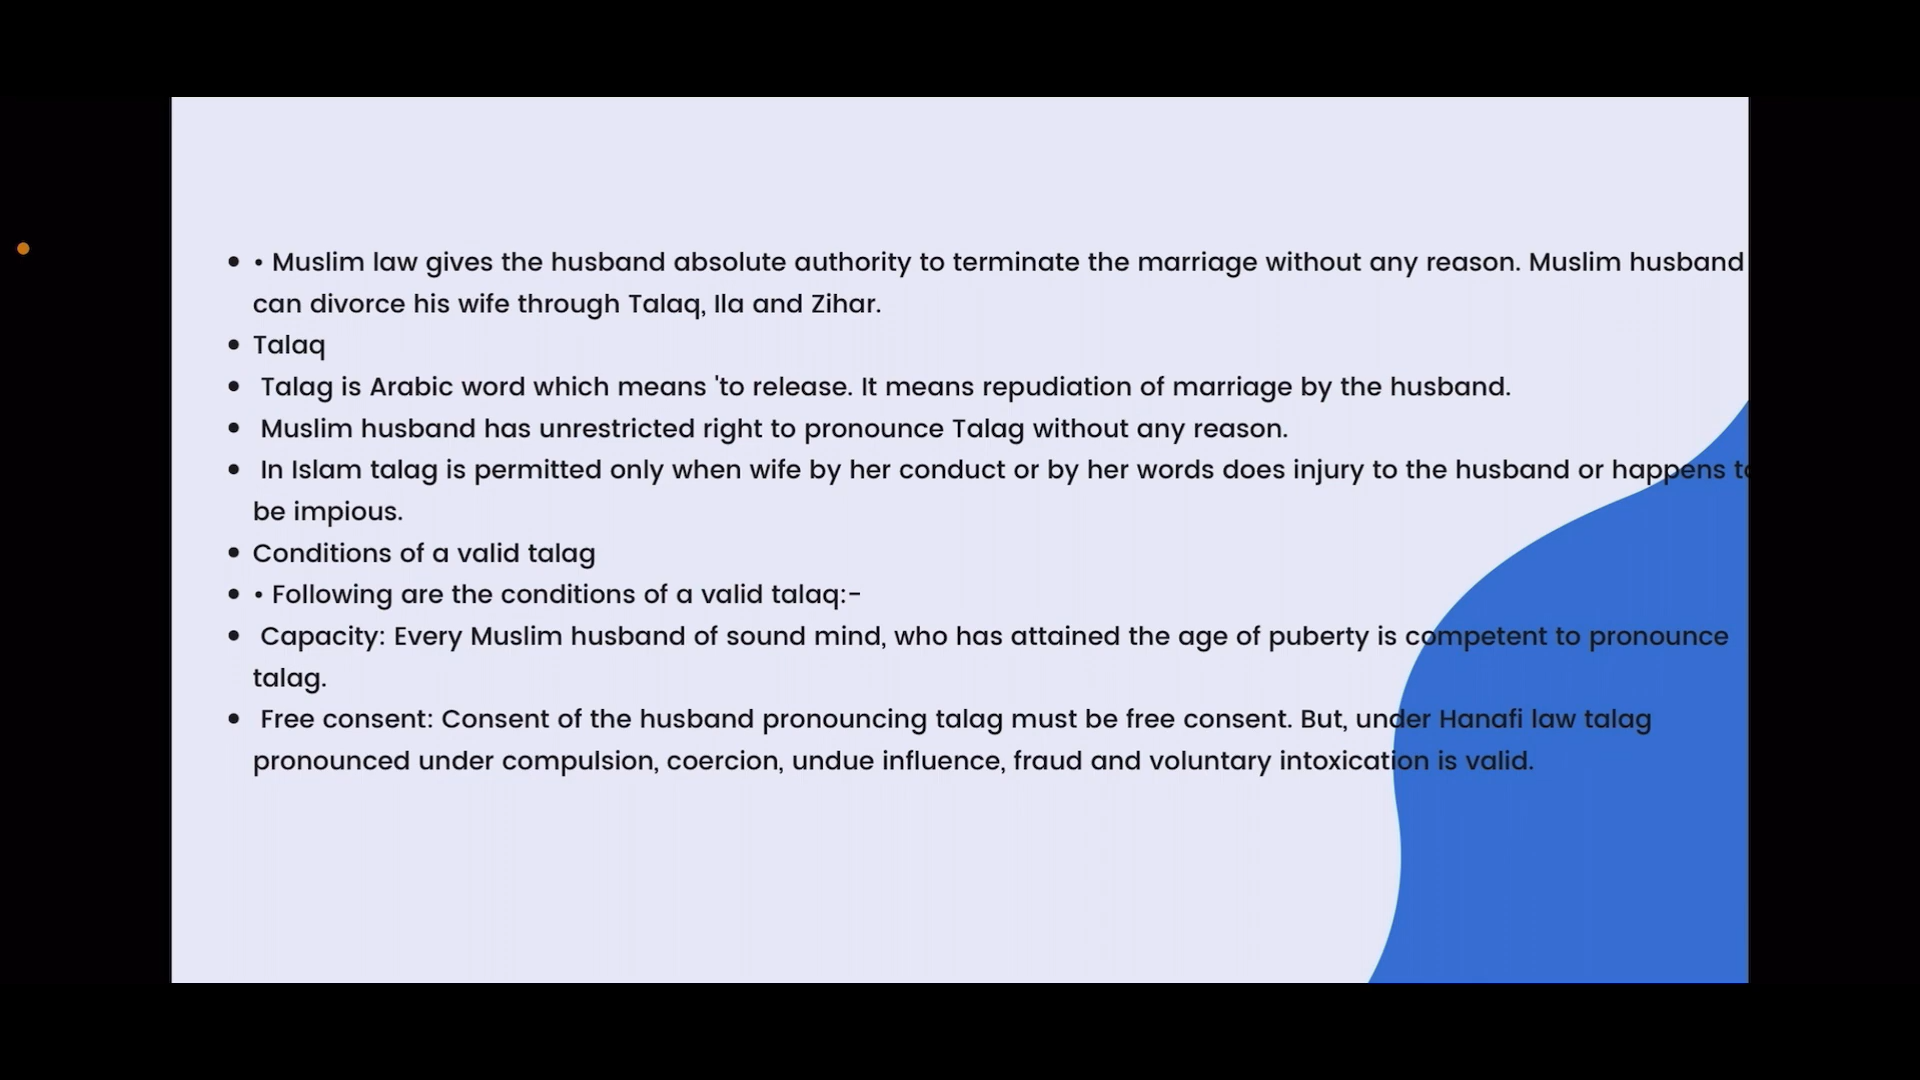 • • Muslim law gives the husband absolute authority to terminate the marriage without any reason. Muslim husband
can divorce his wife through Talaq, Ila and Zihar.
• Talaq
• Talag is Arabic word which means 'to release. It means repudiation of marriage by the husband.
• Muslim husband has unrestricted right to pronounce Talag without any reason.
• In Islam talag is permitted only when wife by her conduct or by her words does injury to the husband or happens to
be impious.
• Conditions of a valid talag
• • Following are the conditions of a valid talaq:-
• Capacity: Every Muslim husband of sound mind, who has attained the age of puberty is competent to pronounce
talag.
• Free consent: Consent of the husband pronouncing talag must be free consent. But, under Hanafi law talag
pronounced under compulsion, coercion, undue influence, fraud and voluntary intoxication is valid.